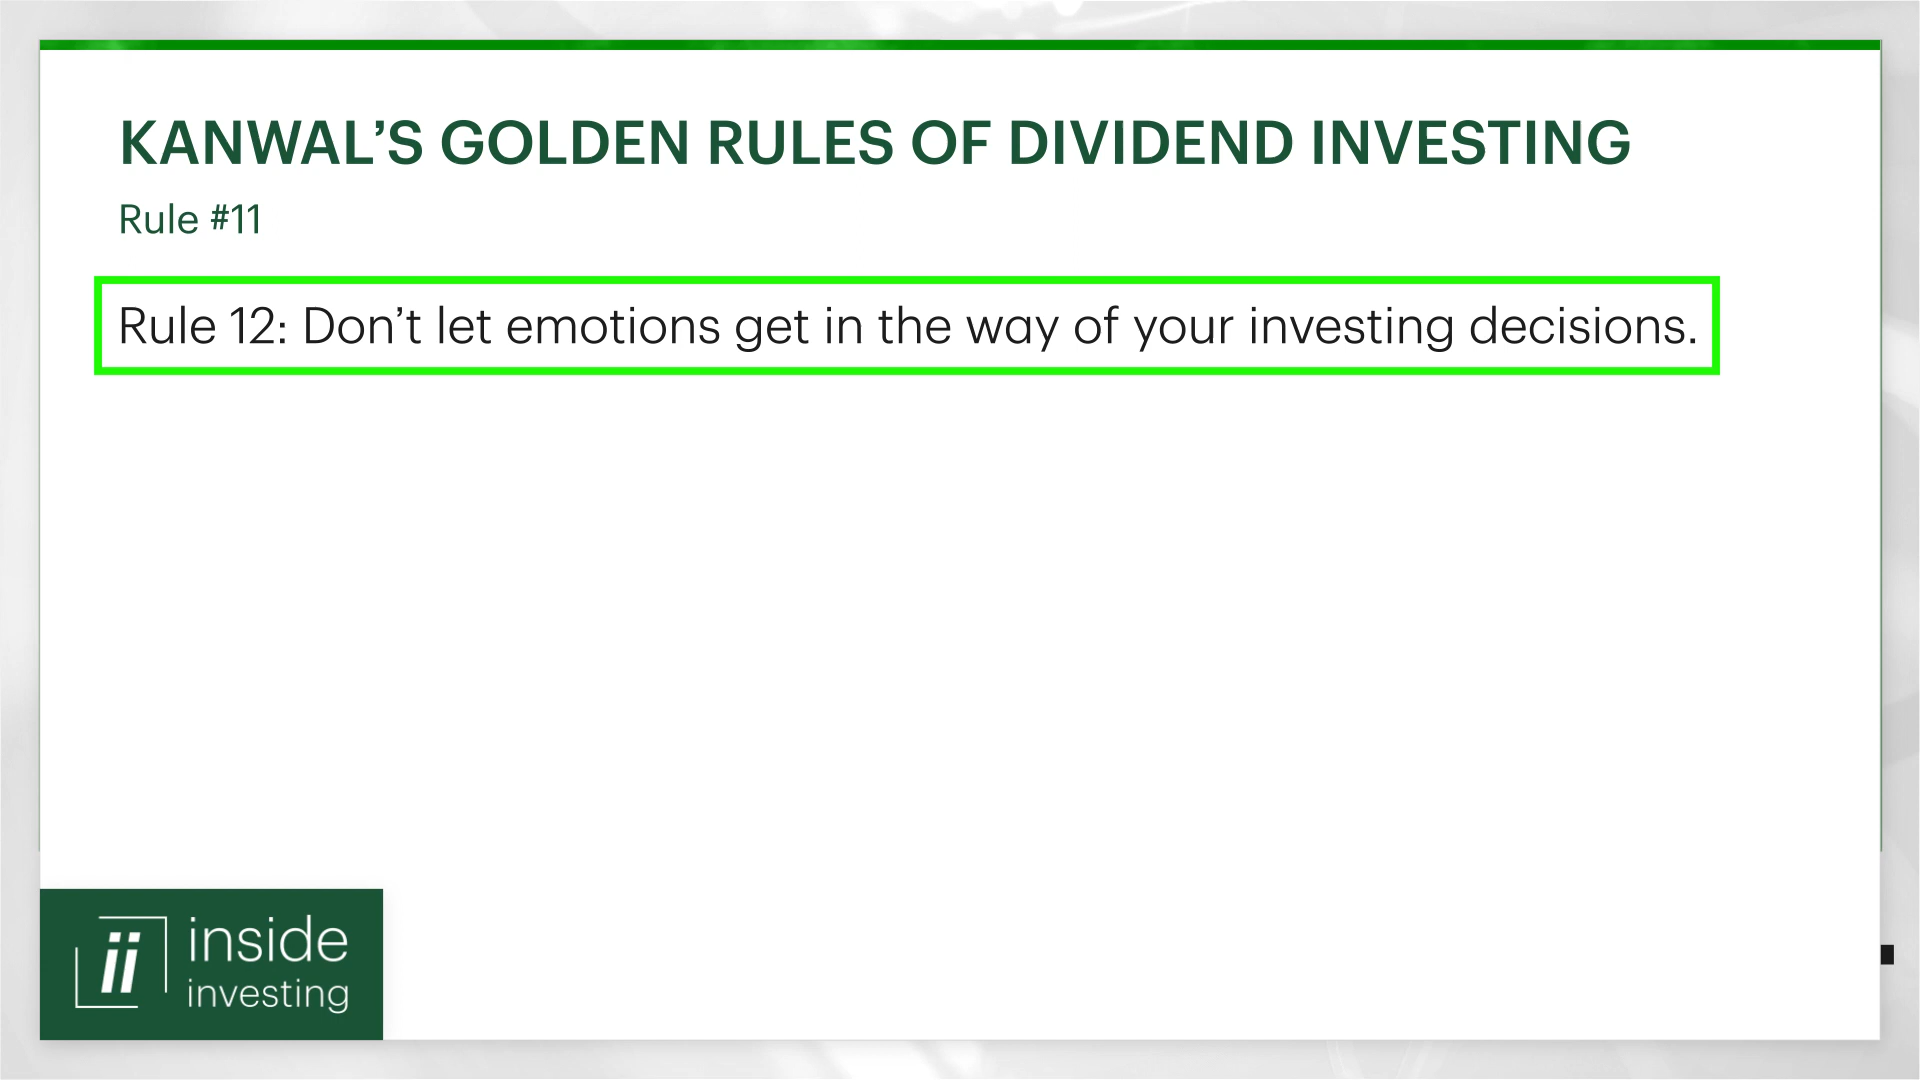 KANWAL’S GOLDEN RULES OF DIVIDEND INVESTING
Rule #11
Rule 12: Don’t let emotions get in the way of your investing decisions.
ii
inside
investing